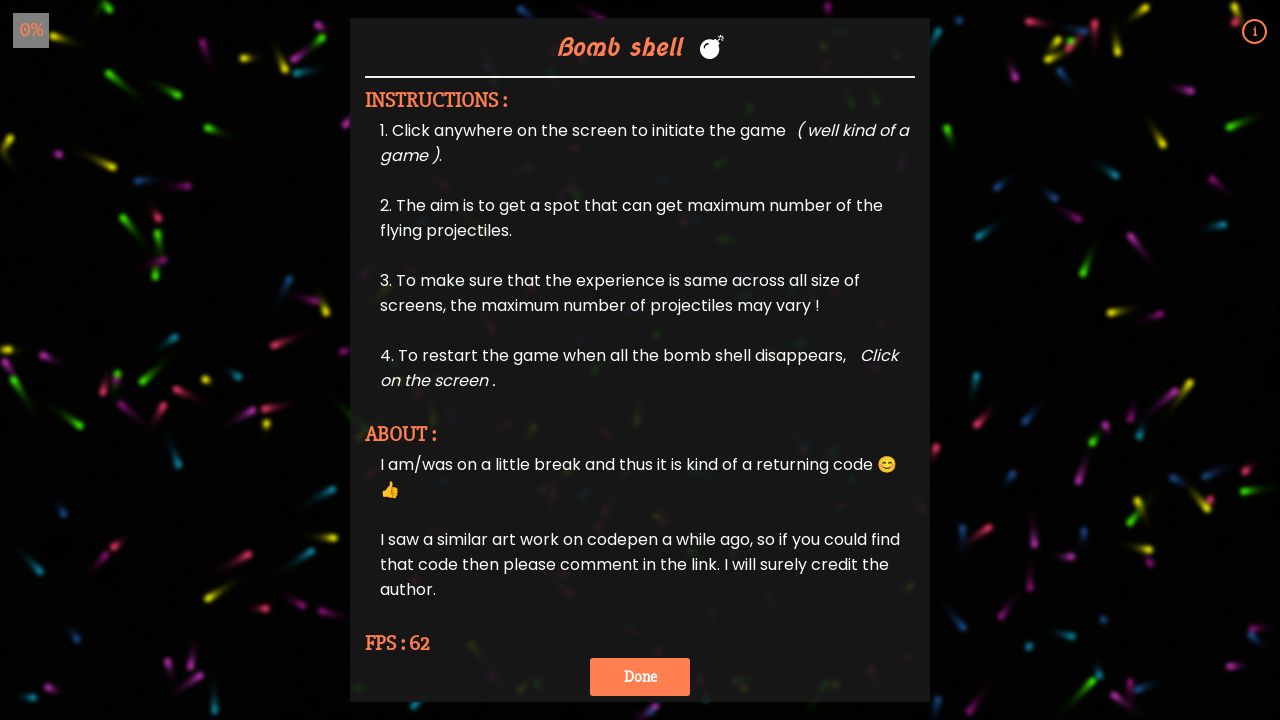 0%
Bomb shell 💣
i
INSTRUCTIONS :
1. Click anywhere on the screen to initiate the game ( well kind of a
game ).
2. The aim is to get a spot that can get maximum number of the
flying projectiles.
3. To make sure that the experience is same across all size of
screens, the maximum number of projectiles may vary !
4. To restart the game when all the bomb shell disappears, Click
on the screen .
ABOUT :
I am/was on a little break and thus it is kind of a returning code 😊
👍
I saw a similar art work on codepen a while ago, so if you could find
that code then please comment in the link. I will surely credit the
author.
FPS : 62
Done